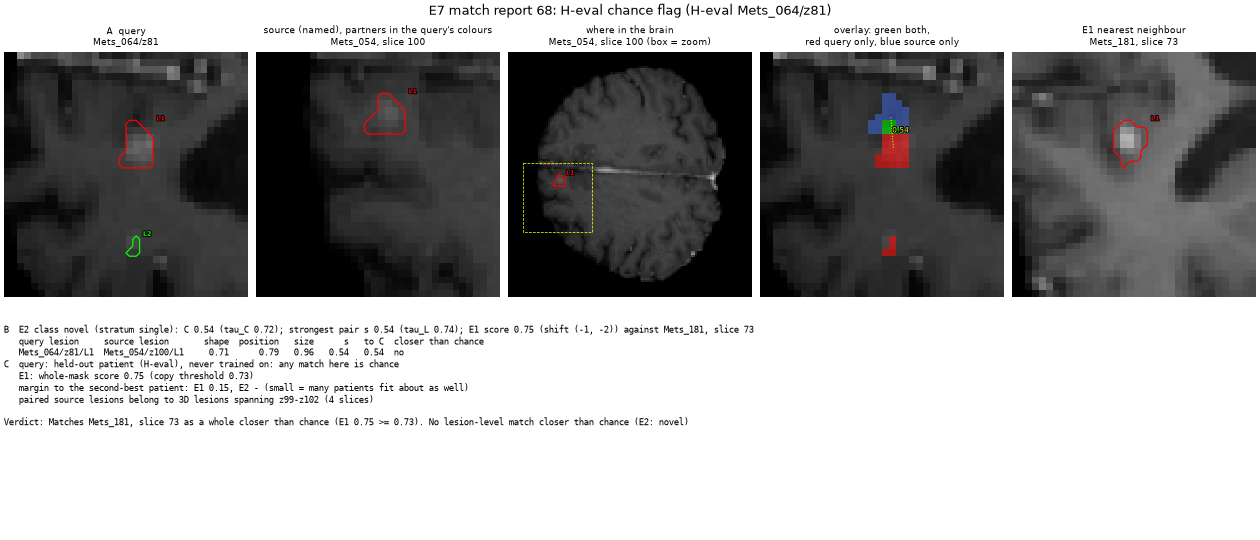 E7 match report 68: H-eval chance flag (H-eval Mets_064/z81)
A  query
Mets_064/z81
source (named), partners in the query's colours
Mets_054, slice 100
where in the brain
Mets_054, slice 100 (box = zoom)
overlay: green both,
red query only, blue source only
E1 nearest neighbour
Mets_181, slice 73
L1
L2
L1
L1
0.54
L1
B  E2 class novel (stratum single): C 0.54 (tau_C 0.72); strongest pair s 0.54 (tau_L 0.74); E1 score 0.75 (shift (-1, -2)) against Mets_181, slice 73
query lesion     source lesion    shape  position   size      s   to C  closer than chance
Mets_064/z81/L1  Mets_054/z100/L1     0.71      0.79   0.96   0.54   0.54  no
C  query: held-out patient (H-eval), never trained on: any match here is chance
E1: whole-mask score 0.75 (copy threshold 0.73)
margin to the second-best patient: E1 0.15, E2 - (small = many patients fit about as well)
paired source lesions belong to 3D lesions spanning z99-z102 (4 slices)
Verdict: Matches Mets_181, slice 73 as a whole closer than chance (E1 0.75 >= 0.73). No lesion-level match closer than chance (E2: novel)